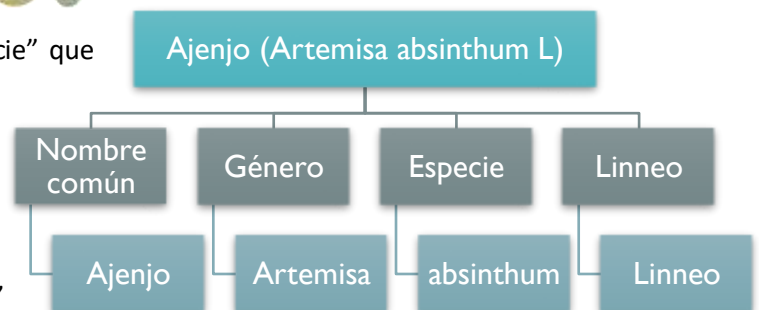 cie” que
Ajenjo (Artemisa absinthum L)
Nombre
común
Género
Especie
Linneo
Ajenjo
Artemisa
absinthum
Linneo